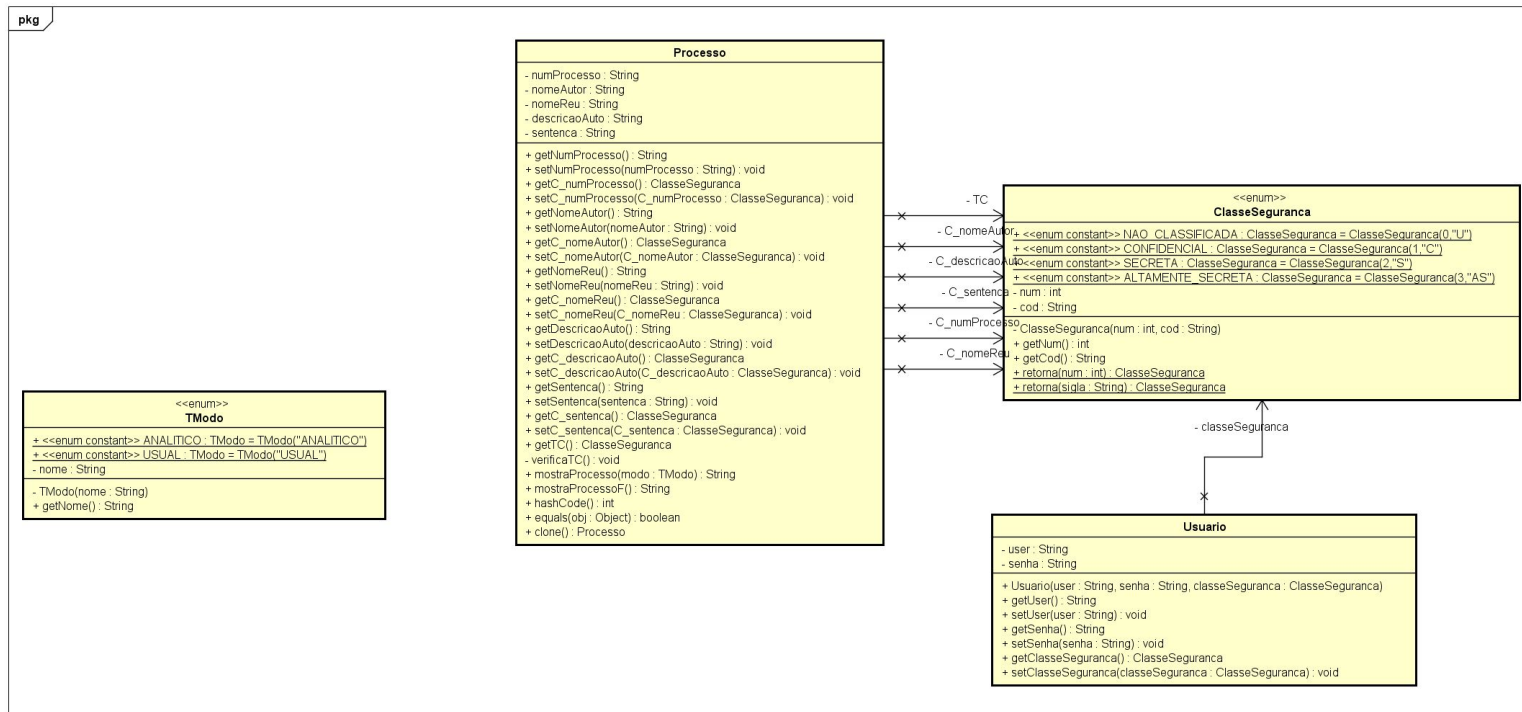 pkg
Processo
- numProcesso : String
- nomeAutor : String
- nomeReu : String
- descricaoAuto : String
- sentenca : String
+ getNumProcesso() : String
+ setNumProcesso(numProcesso : String) : void
+ getC_numProcesso() : ClasseSeguranca
+ setC_numProcesso(C_numProcesso : ClasseSeguranca) : void
+ getNomeAutor() : String
+ setNomeAutor(nomeAutor : String) : void
+ getC_nomeAutor() : ClasseSeguranca
+ setC_nomeAutor(C_nomeAutor : ClasseSeguranca) : void
+ getNomeReu() : String
+ setNomeReu(nomeReu : String) : void
+ getC_nomeReu() : ClasseSeguranca
+ setC_nomeReu(C_nomeReu : ClasseSeguranca) : void
+ getDescricaoAuto() : String
+ setDescricaoAuto(descricaoAuto : String) : void
+ getC_descricaoAuto() : ClasseSeguranca
+ setC_descricaoAuto(C_descricaoAuto : ClasseSeguranca) : void
+ getSentenca() : String
+ setSentenca(sentenca : String) : void
+ getC_sentenca() : ClasseSeguranca
+ setC_sentenca(C_sentenca : ClasseSeguranca) : void
+ getTC() : ClasseSeguranca
- verificaTC() : void
+ mostraProcesso(modo : TModo) : String
+ mostraProcessoF() : String
+ hashCode() : int
+ equals(obj : Object) : boolean
+ clone() : Processo
- TC
- C_nomeAutor
- C_descricaoAuto
- C_sentenca
- C_numProcesso
- C_nomeReu
<<enum>>
ClasseSeguranca
+ <<enum constant>> NAO_CLASSIFICADA : ClasseSeguranca = ClasseSeguranca(0,"U")
+ <<enum constant>> CONFIDENCIAL : ClasseSeguranca = ClasseSeguranca(1,"C")
+ <<enum constant>> SECRETA : ClasseSeguranca = ClasseSeguranca(2,"S")
+ <<enum constant>> ALTAMENTE_SECRETA : ClasseSeguranca = ClasseSeguranca(3,"AS")
- num : int
- cod : String
- ClasseSeguranca(num : int, cod : String)
+ getNum() : int
+ getCod() : String
+ retorna(num : int) : ClasseSeguranca
+ retorna(sigla : String) : ClasseSeguranca
<<enum>>
TModo
+ <<enum constant>> ANALITICO : TModo = TModo("ANALITICO")
+ <<enum constant>> USUAL : TModo = TModo("USUAL")
- nome : String
- TModo(nome : String)
+ getNome() : String
- classeSeguranca
Usuario
- user : String
- senha : String
+ Usuario(user : String, senha : String, classeSeguranca : ClasseSeguranca)
+ getUser() : String
+ setUser(user : String) : void
+ getSenha() : String
+ setSenha(senha : String) : void
+ getClasseSeguranca() : ClasseSeguranca
+ setClasseSeguranca(classeSeguranca : ClasseSeguranca) : void